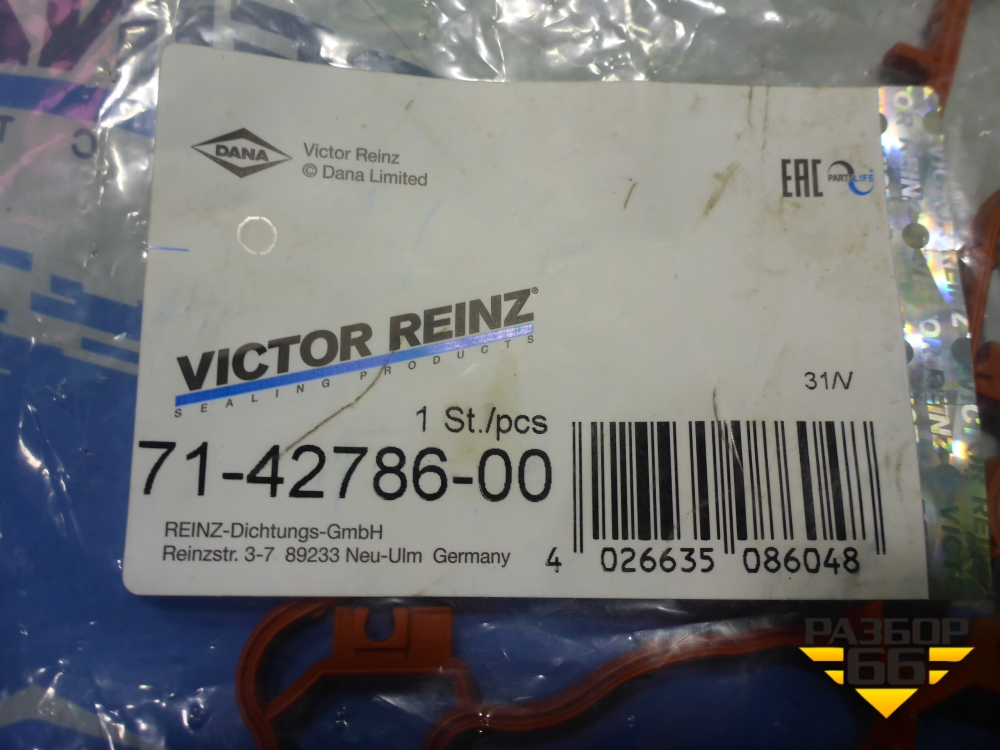 DANA
Victor Reinz
© Dana Limited
EAC
PARTSLIFE
VICTOR REINZ®
SEALING PRODUCTS
31/V
1 St./pcs
71-42786-00
REINZ-Dichtungs-GmbH
Reinzstr. 3-7 89233 Neu-Ulm Germany
4 026635 086048
РАЗБОР
66